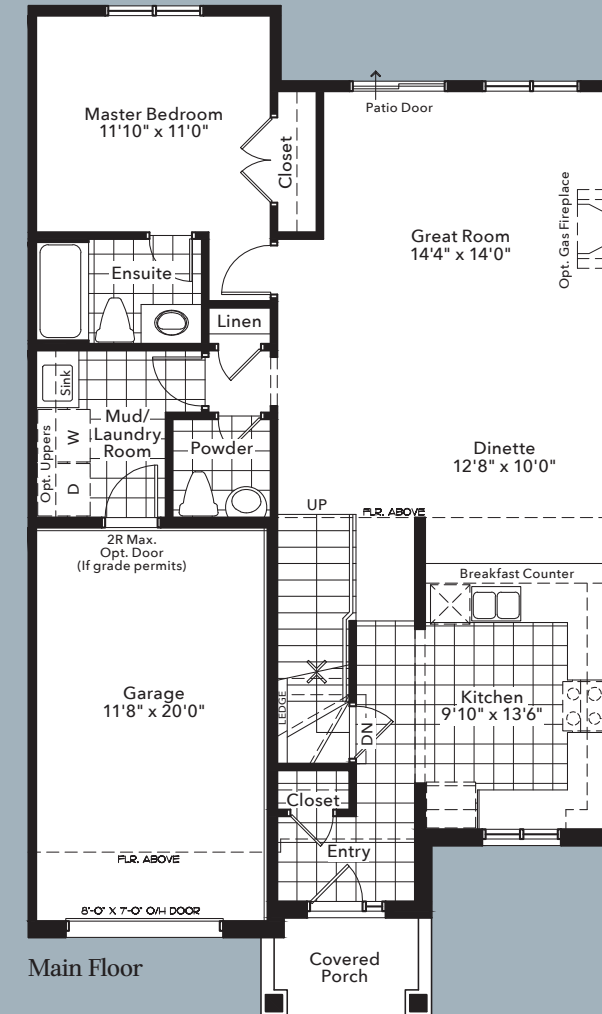 Master Bedroom
11'10" x 11'0"
Closet
Patio Door
Great Room
14'4" x 14'0"
Opt. Gas Fireplace
Ensuite
Linen
Sink
Mud/
Laundry
Room
Opt. Uppers
W
D
Powder
Dinette
12'8" x 10'0"
UP
FLR. ABOVE
2R Max.
Opt. Door
(If grade permits)
Breakfast Counter
Garage
11'8" x 20'0"
LEDGE
DN
Kitchen
9'10" x 13'6"
Closet
Entry
FLR. ABOVE
8'-0" X 7'-0" O/H DOOR
Covered
Porch
Main Floor